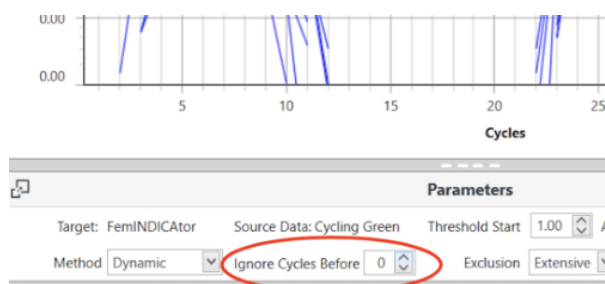 0.00
0.00
5 10 15 20 25
Cycles
Parameters
Target: FemINDICAtor Source Data: Cycling Green Threshold Start 1.00 A
Method Dynamic Ignore Cycles Before 0 Exclusion Extensive